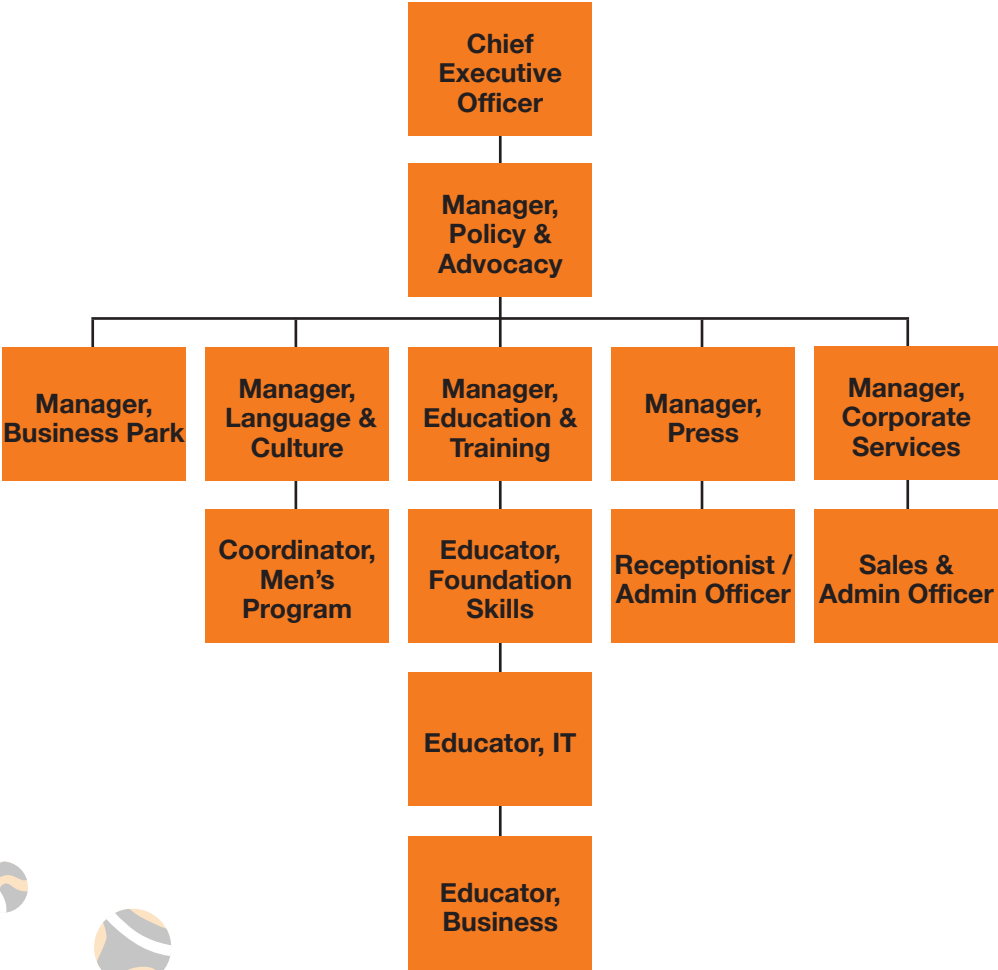 Chief
Executive
Officer
Manager,
Policy &
Advocacy
Manager,
Business Park
Manager,
Language &
Culture
Manager,
Education &
Training
Manager,
Press
Manager,
Corporate
Services
Coordinator,
Men’s
Program
Educator,
Foundation
Skills
Receptionist /
Admin Officer
Sales &
Admin Officer
Educator, IT
Educator,
Business